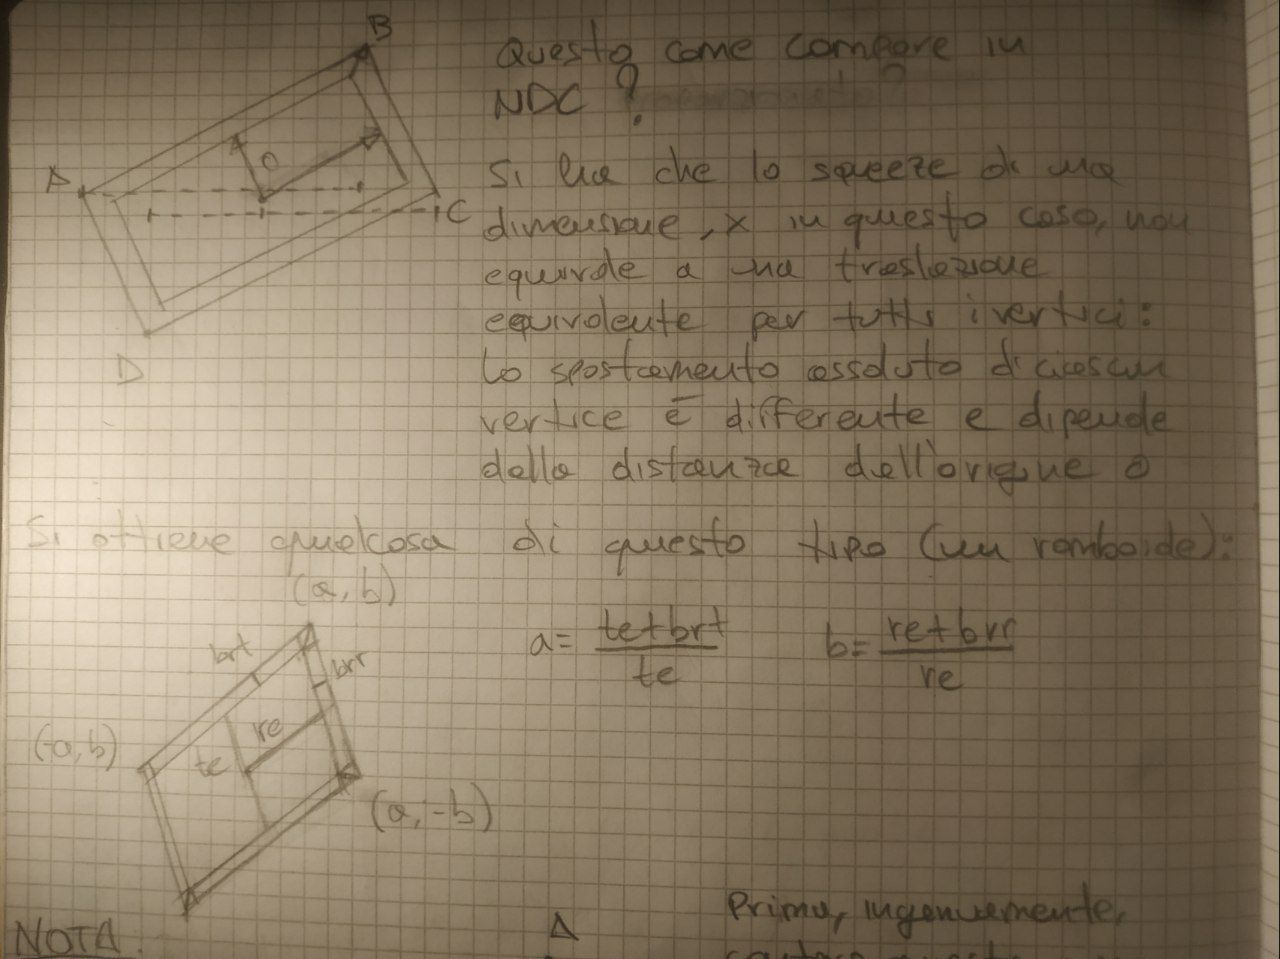 B
Questo come compare in
NDC?
A
O
C
D
Si ha che lo squeeze di una
dimensione, x in questo caso, non
equivale a una traslazione
equivalente per tutti i vertici:
lo spostamento assoluto di ciascun
vertice è differente e dipende
dalla distanza dall'origine O
Si ottiene qualcosa di questo tipo (un romboide):
(a, b)
a = te+brt / te
b = re+brr / re
brt
brr
(-a, b)
re
te
(a, -b)
NOTA.
A
Prima, ingenuamente,